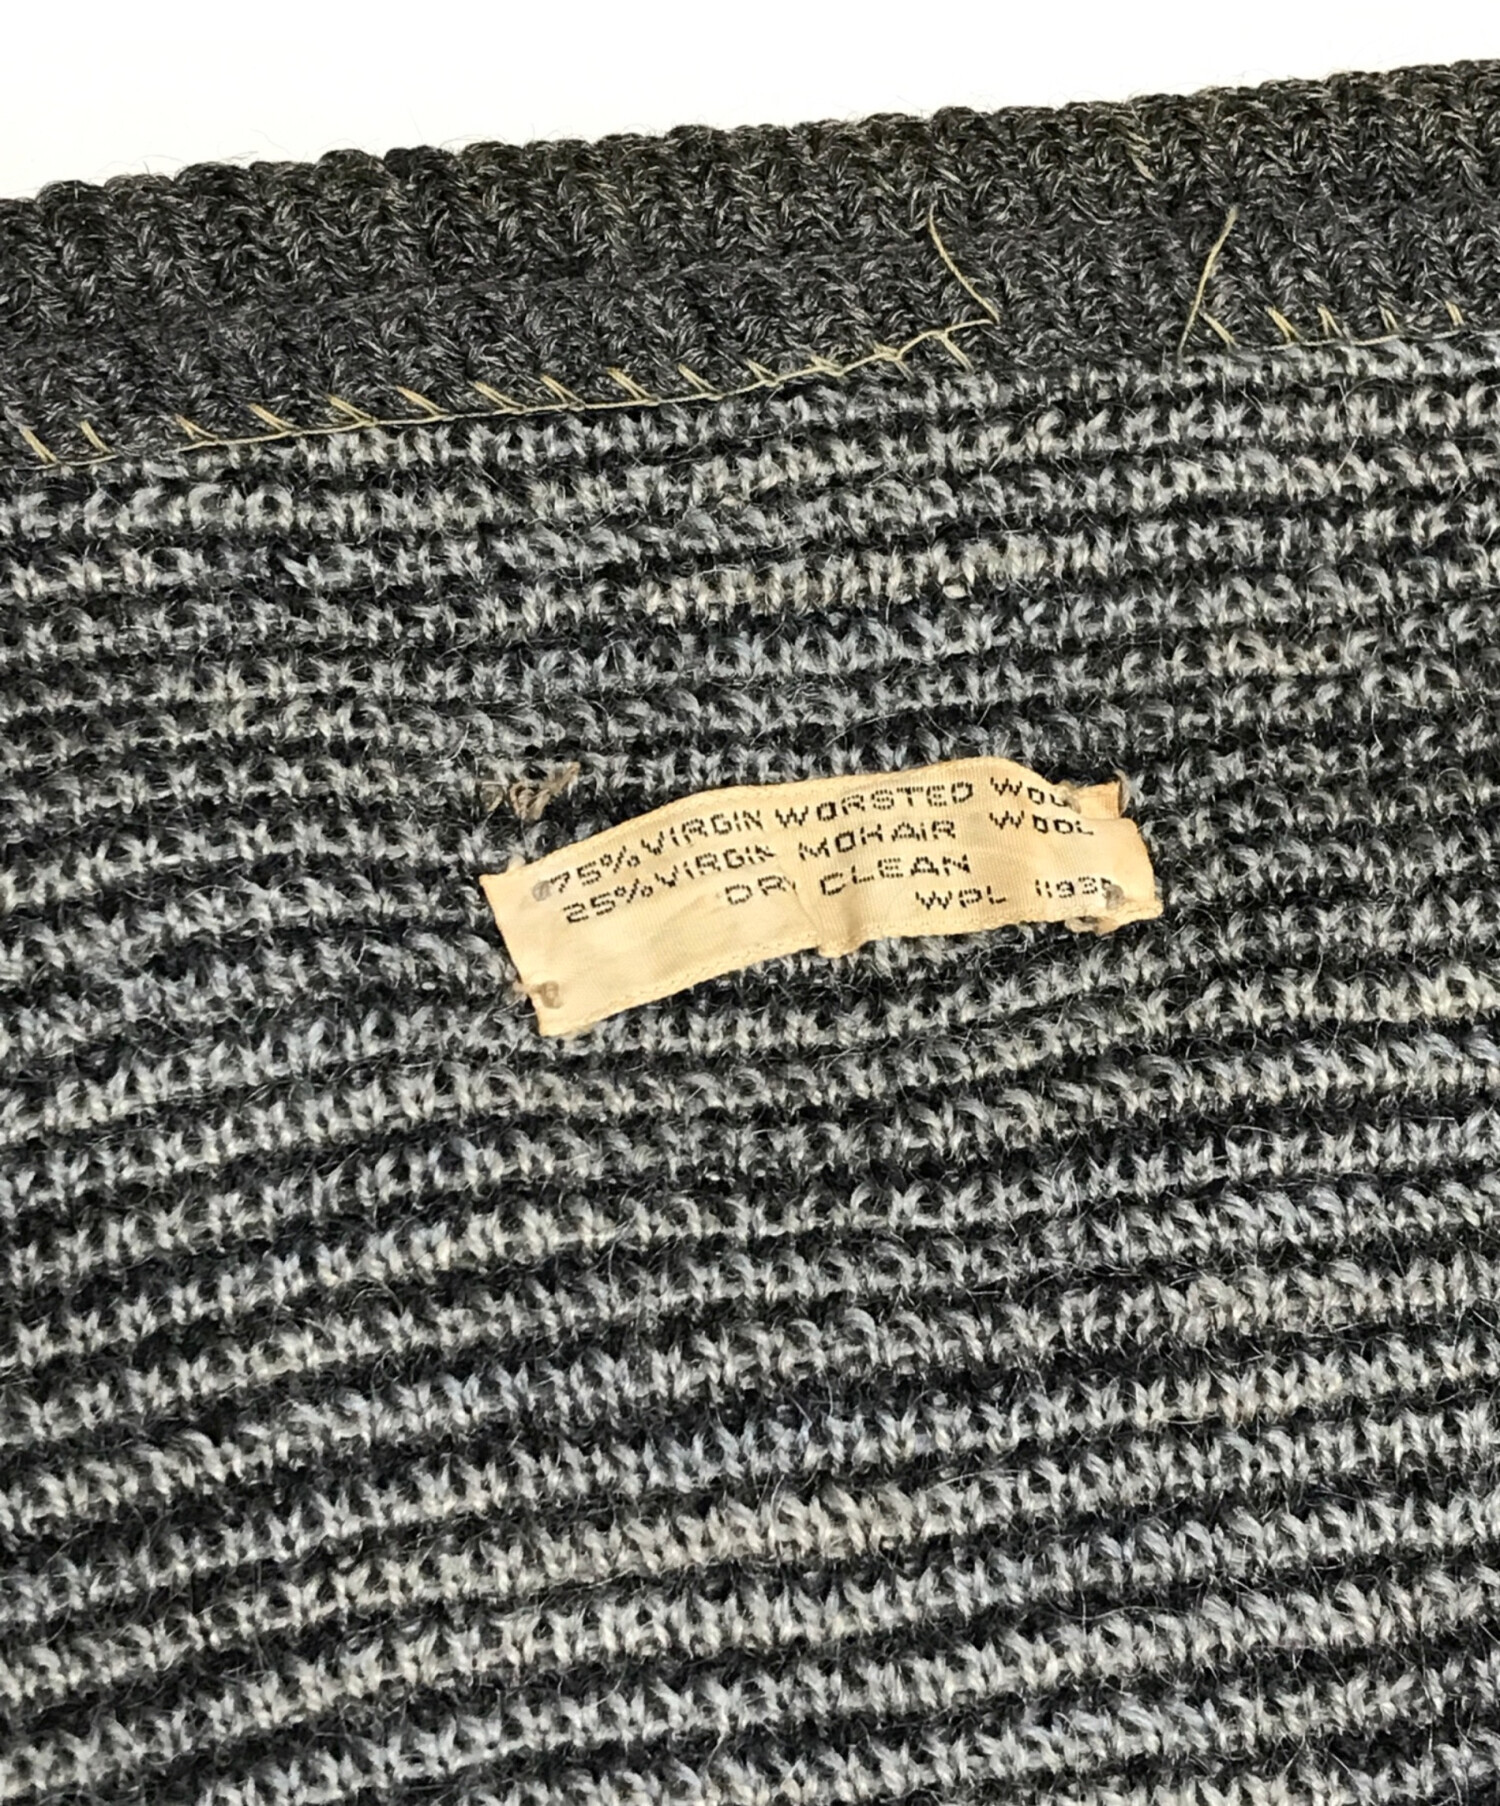 75% VIRGIN WORSTED WOOL
25% VIRGIN MOHAIR WOOL
DRY CLEAN
WPL